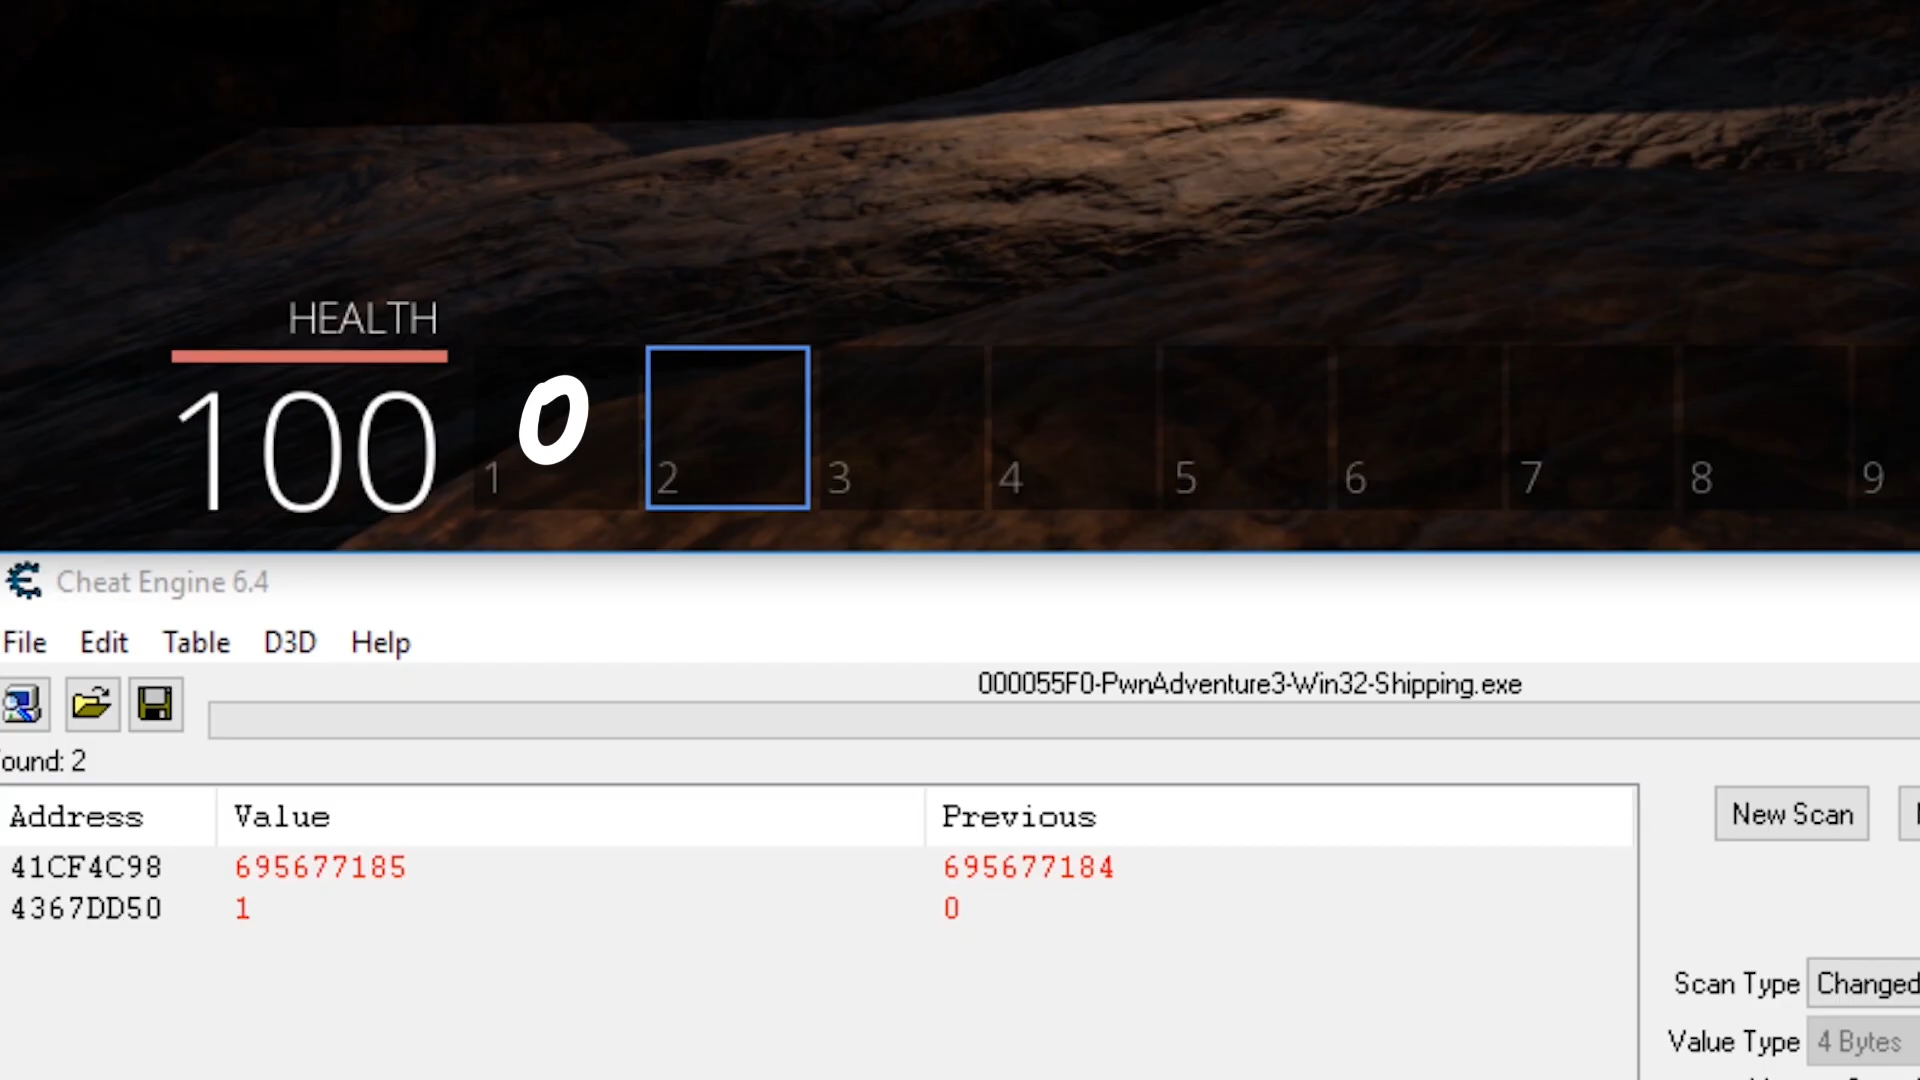 HEALTH
100
0
1 2 3 4 5 6 7 8 9
Cheat Engine 6.4
File Edit Table D3D Help
000055F0-PwnAdventure3-Win32-Shipping.exe
ound: 2
Address Value Previous
New Scan
41CF4C98 695677185 695677184
4367DD50 1 0
Scan Type Changed
Value Type 4 Bytes